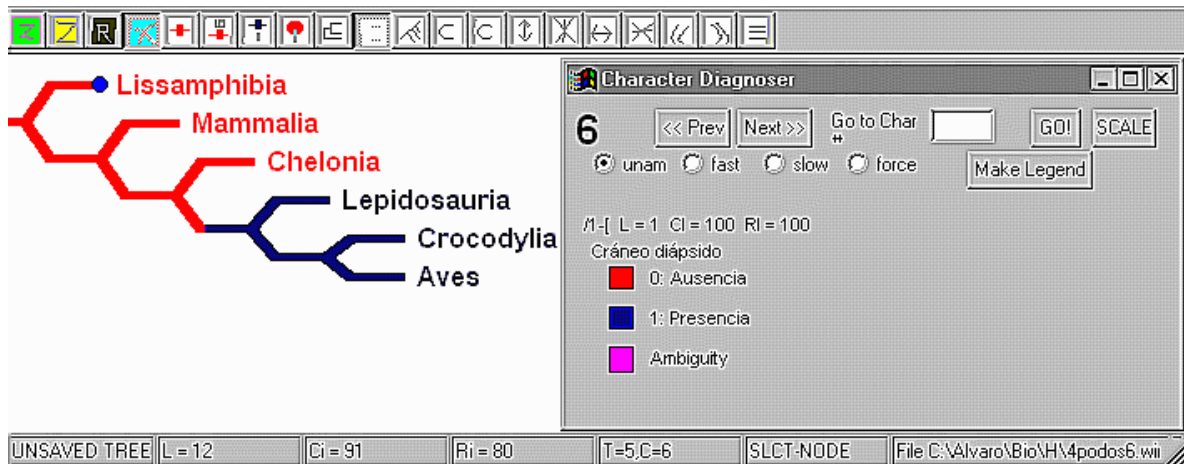 R
Lissamphibia
Mammalia
Chelonia
Lepidosauria
Crocodylia
Aves
Character Diagnoser
6
<< Prev
Next >>
Go to Char
#
GO!
SCALE
unam
fast
slow
force
Make Legend
/1-[ L = 1 CI = 100 RI = 100
Cráneo diápsido
0: Ausencia
1: Presencia
Ambiguity
UNSAVED TREE
L = 12
Ci = 91
Ri = 80
T=5,C=6
SLCT-NODE
File C:\Alvaro\Bio\H\4podos6.wii